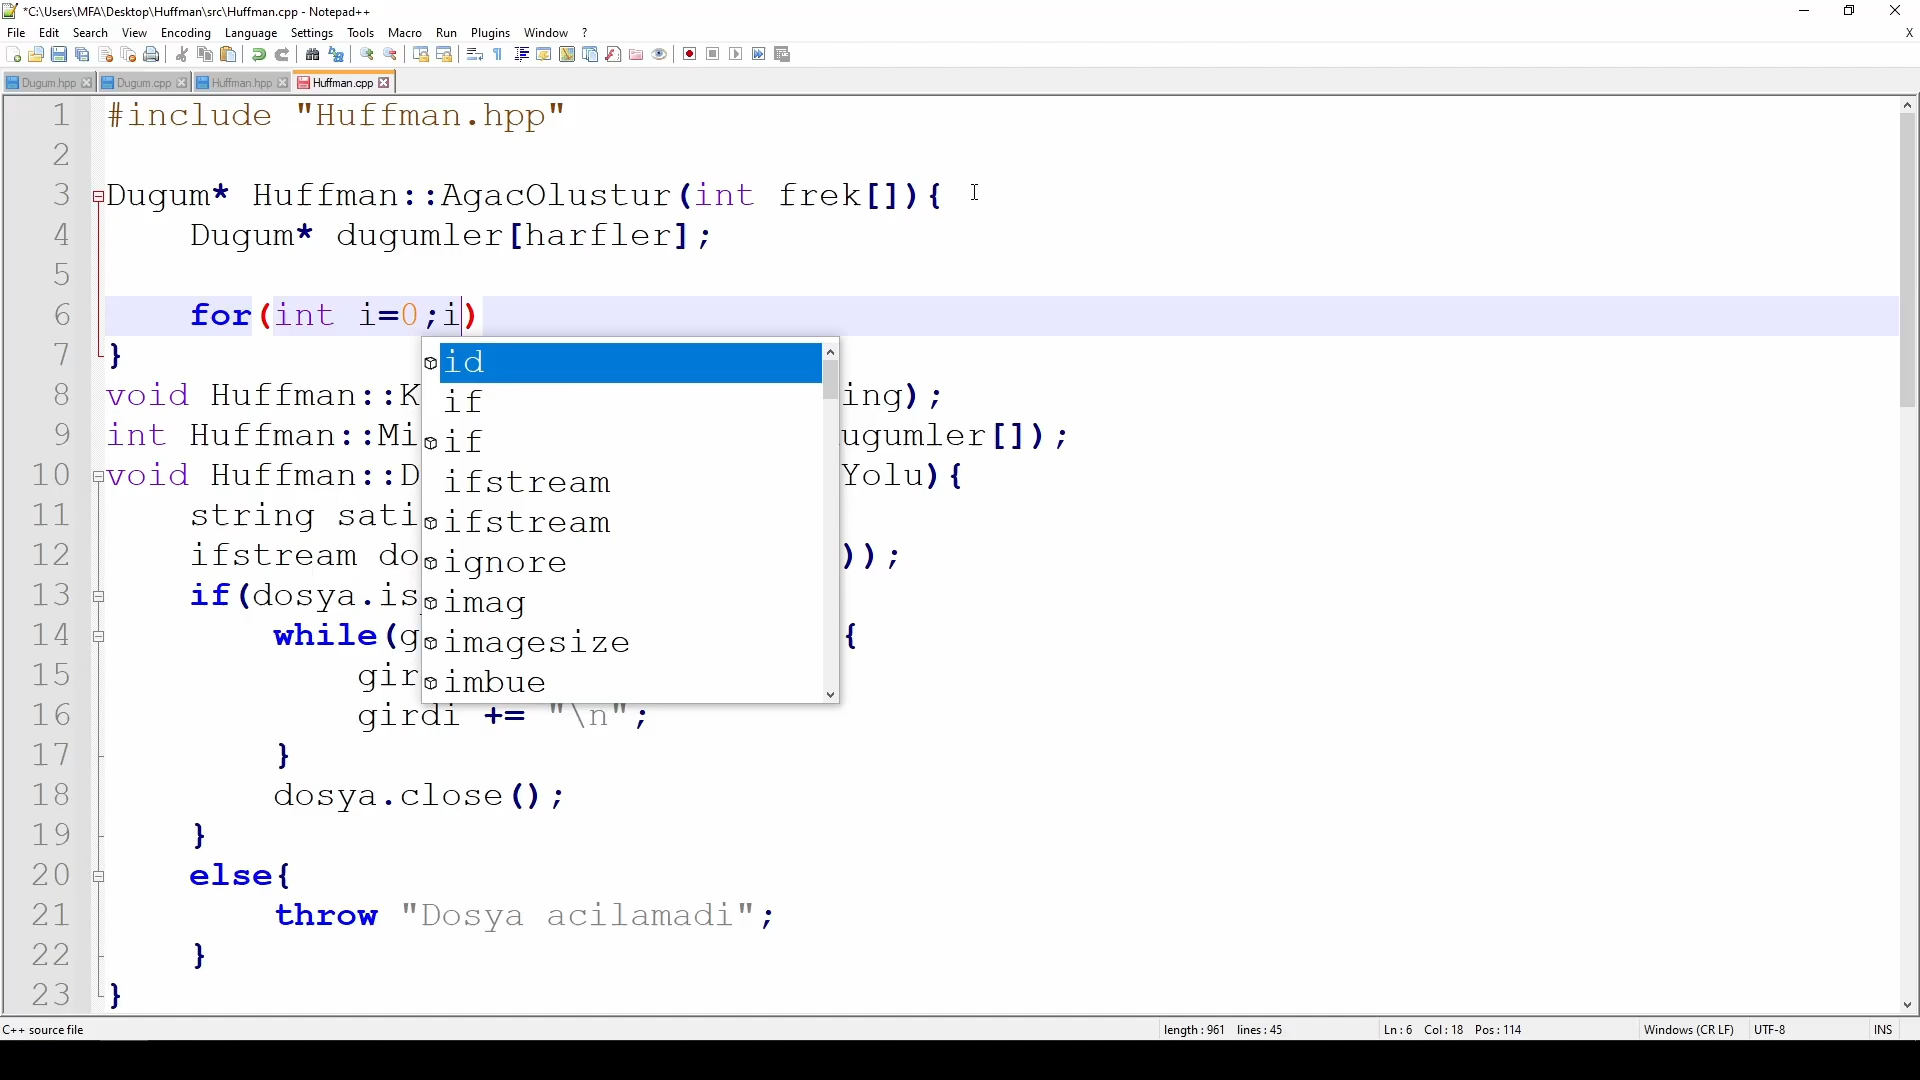 *C:\Users\MFA\Desktop\Huffman\src\Huffman.cpp - Notepad++
File Edit Search View Encoding Language Settings Tools Macro Run Plugins Window ? X
Dugum.hpp Dugum.cpp Huffman.hpp Huffman.cpp
1 #include "Huffman.hpp"
2
3 Dugum* Huffman::AgacOlustur(int frek[]){
4 Dugum* dugumler[harfler];
5
6 for(int i=0;i)
7 }
8 void Huffman::K ing);
9 int Huffman::Mi ugumler[]);
10 void Huffman::D Yolu){
11 string sati
12 ifstream do ));
13 if(dosya.is
14 while(g {
15 gir
16 girdi += "\n";
17 }
18 dosya.close();
19 }
20 else{
21 throw "Dosya acilamadi";
22 }
23 }
id
if
if
ifstream
ifstream
ignore
imag
imagesize
imbue
C++ source file length : 961 lines : 45 Ln : 6 Col : 18 Pos : 114 Windows (CR LF) UTF-8 INS